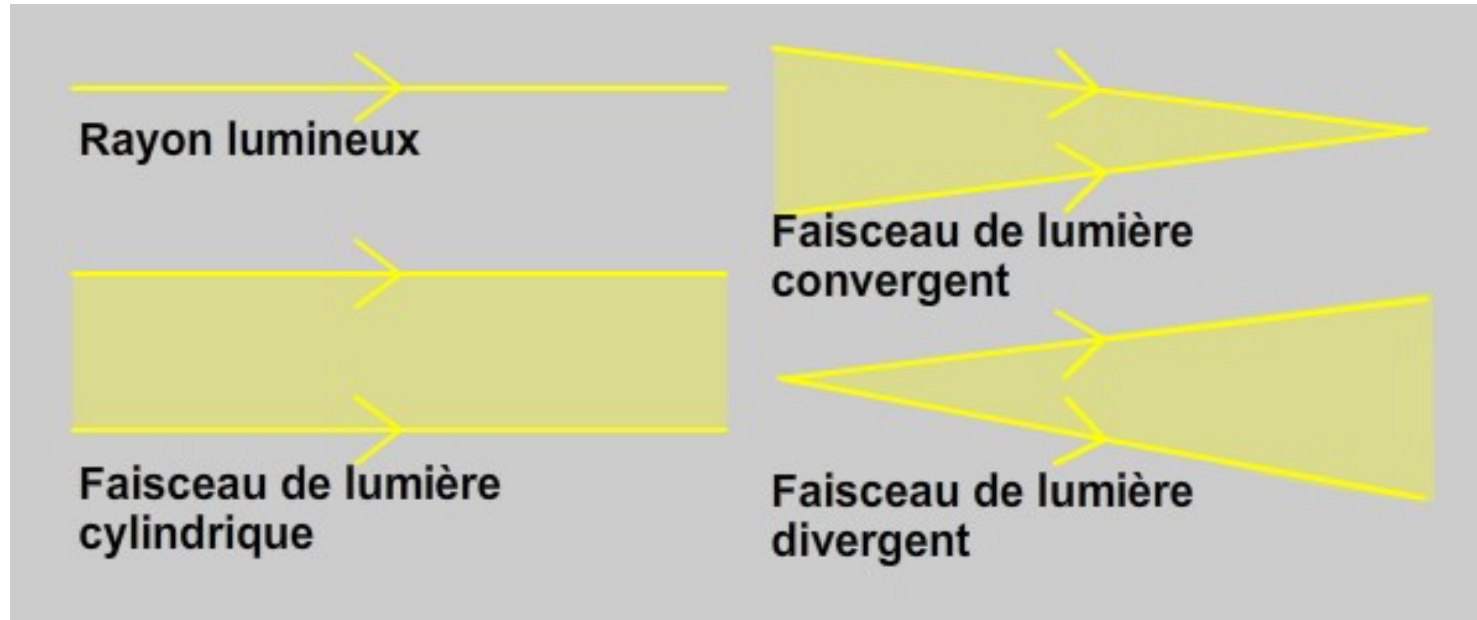 Rayon lumineux
Faisceau de lumière
cylindrique
Faisceau de lumière
convergent
Faisceau de lumière
divergent